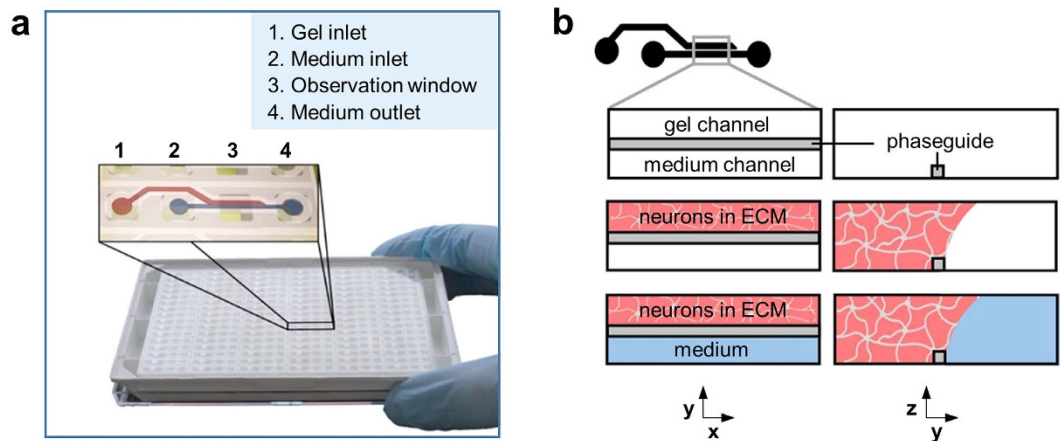 a
1. Gel inlet
2. Medium inlet
3. Observation window
4. Medium outlet
1 2 3 4
b
gel channel
medium channel
phaseguide
neurons in ECM
neurons in ECM
medium
y
x
z
y